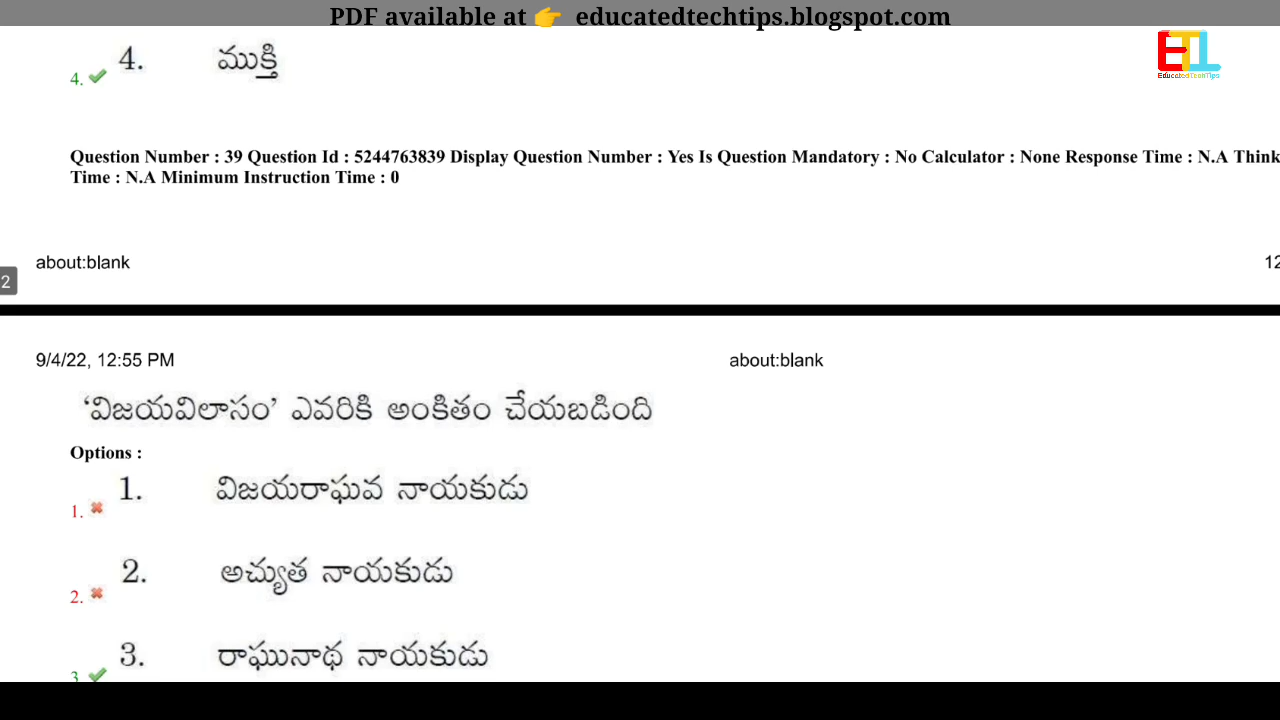 PDF available at 👉 educatedtechtips.blogspot.com
4. ముక్తి
4.
ETL
EducatedTechTips
Question Number : 39 Question Id : 5244763839 Display Question Number : Yes Is Question Mandatory : No Calculator : None Response Time : N.A Think
Time : N.A Minimum Instruction Time : 0
about:blank 12
2
9/4/22, 12:55 PM about:blank
‘విజయవిలాసం’ ఎవరికి అంకితం చేయబడింది
Options :
1. విజయరాఘవ నాయకుడు
1.
2. అచ్యుత నాయకుడు
2.
3. రాఘునాథ నాయకుడు
3